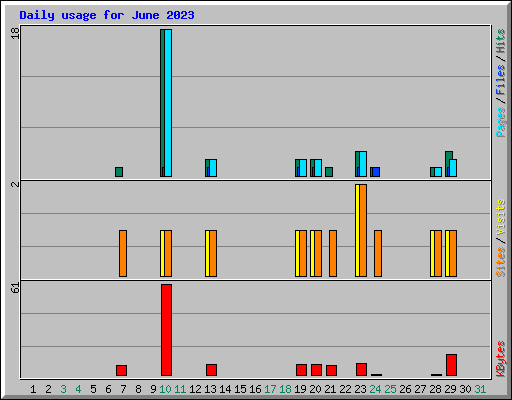 Daily usage for June 2023
18
Pages/Files/Hits
2
Sites/Visits
61
KBytes
1 2 3 4 5 6 7 8 9 10 11 12 13 14 15 16 17 18 19 20 21 22 23 24 25 26 27 28 29 30 31